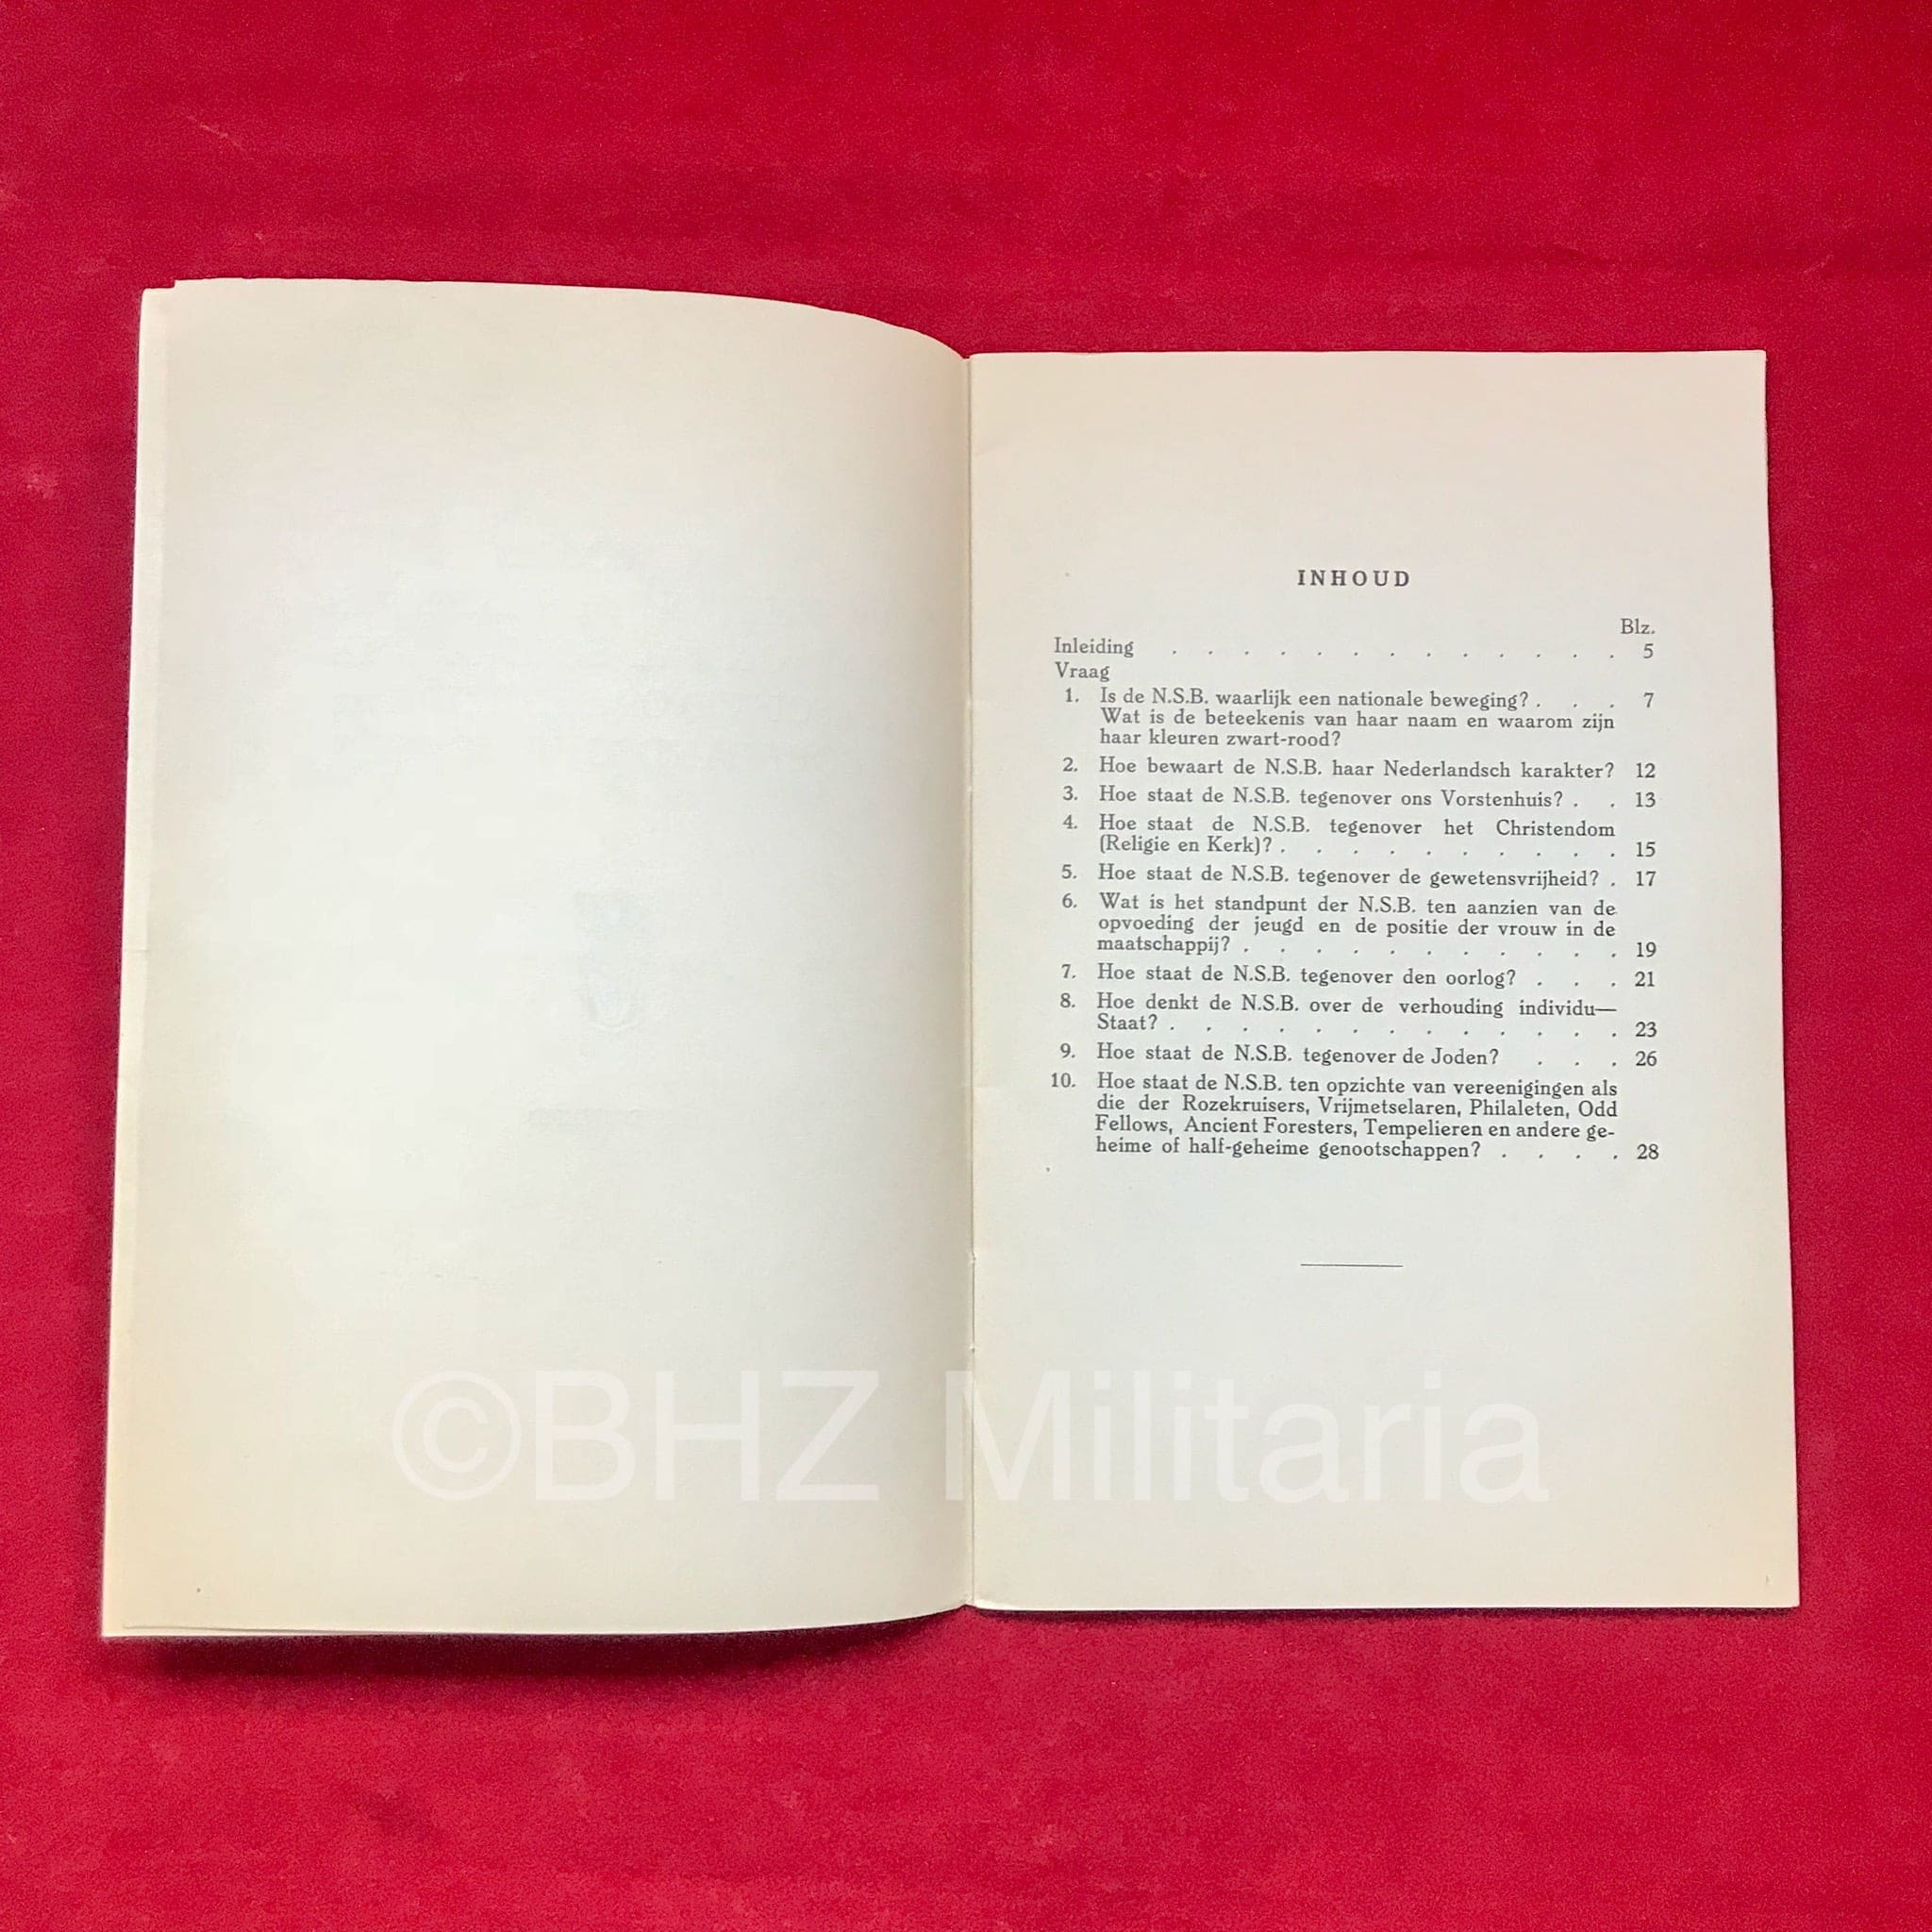 INHOUD
Blz.
Inleiding . . . . . . . . . . . . . 5
Vraag
1. Is de N.S.B. waarlijk een nationale beweging? . . . 7
Wat is de beteekenis van haar naam en waarom zijn
haar kleuren zwart-rood?
2. Hoe bewaart de N.S.B. haar Nederlandsch karakter? 12
3. Hoe staat de N.S.B. tegenover ons Vorstenhuis? . . 13
4. Hoe staat de N.S.B. tegenover het Christendom
(Religie en Kerk)? . . . . . . . . . . 15
5. Hoe staat de N.S.B. tegenover de gewetensvrijheid? . 17
6. Wat is het standpunt der N.S.B. ten aanzien van de
opvoeding der jeugd en de positie der vrouw in de
maatschappij? . . . . . . . . . . . 19
7. Hoe staat de N.S.B. tegenover den oorlog? . . . 21
8. Hoe denkt de N.S.B. over de verhouding individu—
Staat? . . . . . . . . . . . . . 23
9. Hoe staat de N.S.B. tegenover de Joden? . . . 26
10. Hoe staat de N.S.B. ten opzichte van vereenigingen als
die der Rozekruisers, Vrijmetselaren, Philaleten, Odd
Fellows, Ancient Foresters, Tempelieren en andere ge-
heime of half-geheime genootschappen? . . . . 28
©BHZ Militaria